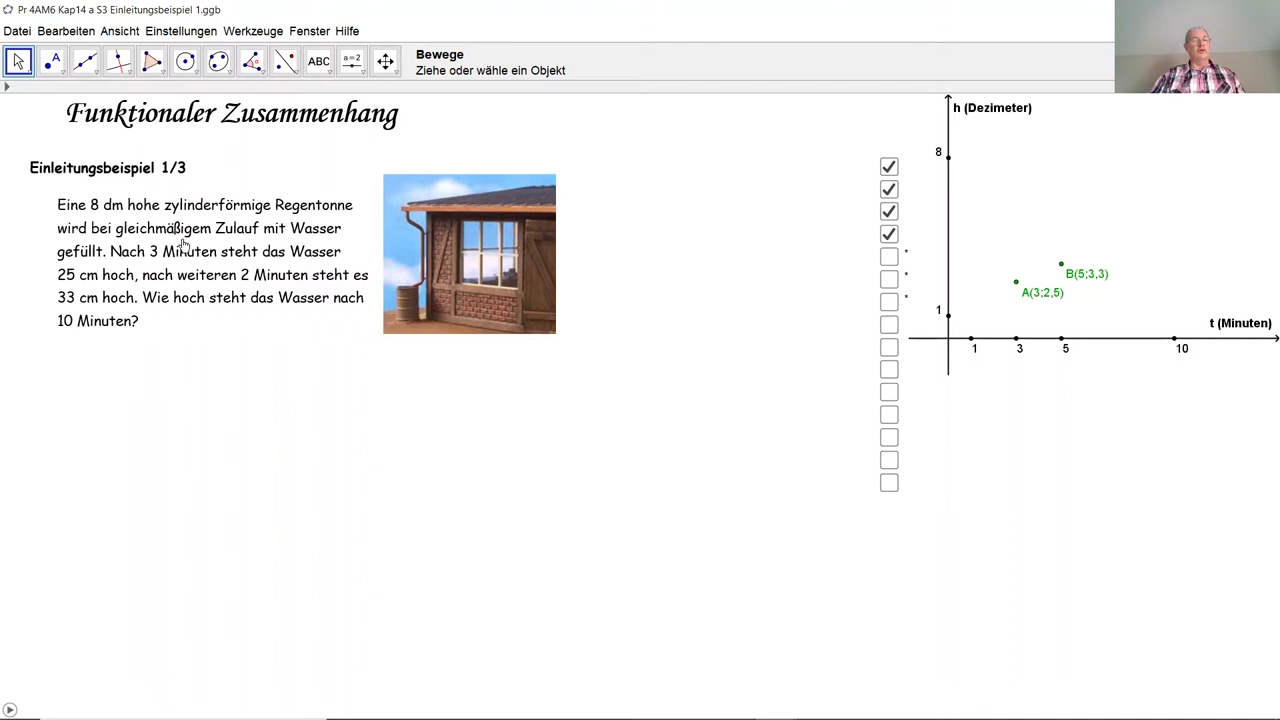 Pr 4AM6 Kap14 a S3 Einleitungsbeispiel 1.ggb
Datei Bearbeiten Ansicht Einstellungen Werkzeuge Fenster Hilfe
A
ABC
a=2
Bewege
Ziehe oder wähle ein Objekt
Funktionaler Zusammenhang
Einleitungsbeispiel 1/3
Eine 8 dm hohe zylinderförmige Regentonne
wird bei gleichmäßigem Zulauf mit Wasser
gefüllt. Nach 3 Minuten steht das Wasser
25 cm hoch, nach weiteren 2 Minuten steht es
33 cm hoch. Wie hoch steht das Wasser nach
10 Minuten?
h (Dezimeter)
8
B(5;3,3)
A(3;2,5)
1
t (Minuten)
1 3 5 10